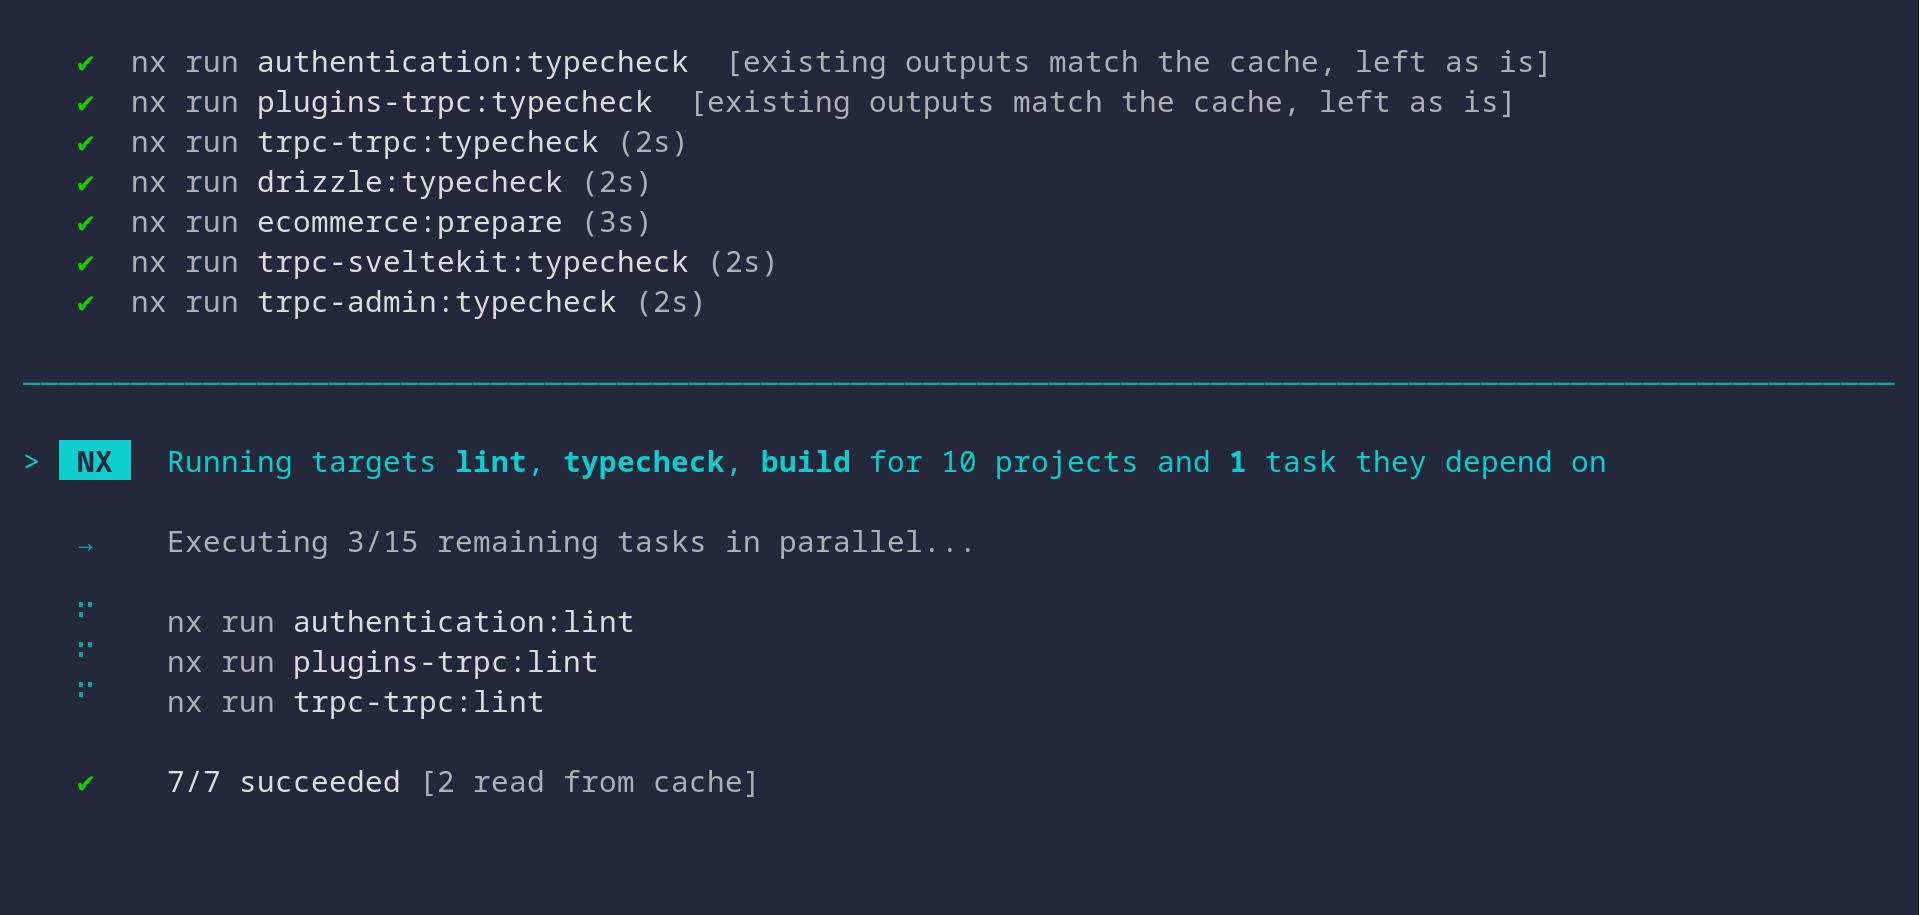 ✔ nx run authentication:typecheck [existing outputs match the cache, left as is]
✔ nx run plugins-trpc:typecheck [existing outputs match the cache, left as is]
✔ nx run trpc-trpc:typecheck (2s)
✔ nx run drizzle:typecheck (2s)
✔ nx run ecommerce:prepare (3s)
✔ nx run trpc-sveltekit:typecheck (2s)
✔ nx run trpc-admin:typecheck (2s)
> NX Running targets lint, typecheck, build for 10 projects and 1 task they depend on
→ Executing 3/15 remaining tasks in parallel...
⠋ nx run authentication:lint
⠋ nx run plugins-trpc:lint
⠋ nx run trpc-trpc:lint
✔ 7/7 succeeded [2 read from cache]